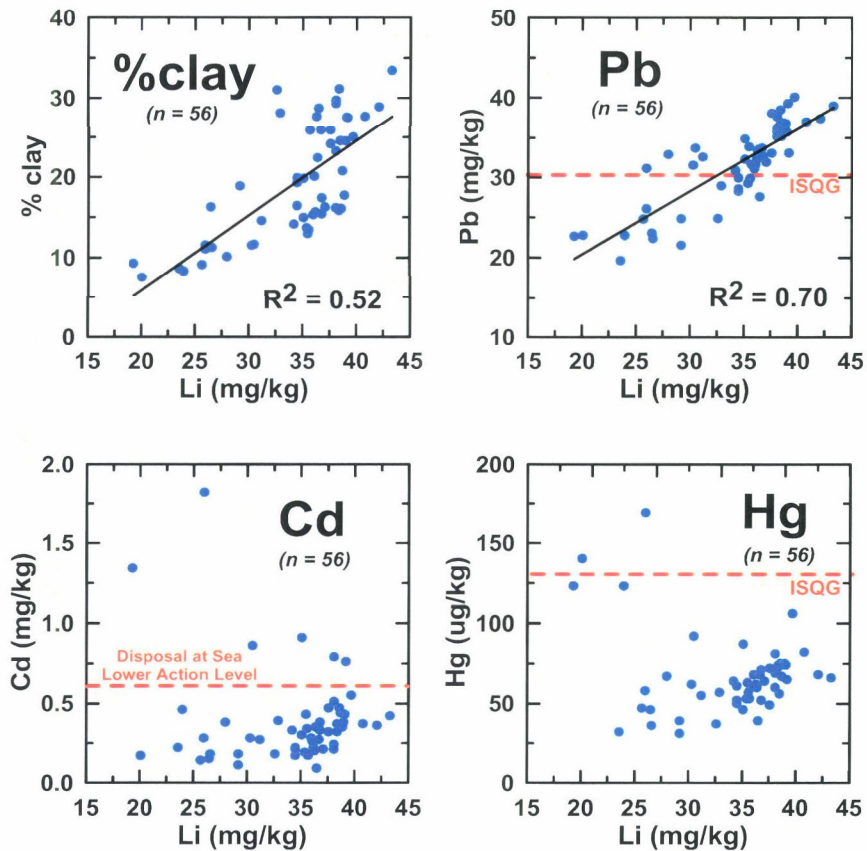 %clay
(n = 56)
% clay
40
30
20
10
0
R² = 0.52
15 20 25 30 35 40 45
Li (mg/kg)
Pb
(n = 56)
Pb (mg/kg)
50
40
30
20
10
ISQG
R² = 0.70
15 20 25 30 35 40 45
Li (mg/kg)
Cd
(n = 56)
Cd (mg/kg)
2.0
1.5
1.0
0.5
0.0
Disposal at Sea
Lower Action Level
15 20 25 30 35 40 45
Li (mg/kg)
Hg
(n = 56)
Hg (ug/kg)
200
150
100
50
0
ISQG
15 20 25 30 35 40 45
Li (mg/kg)